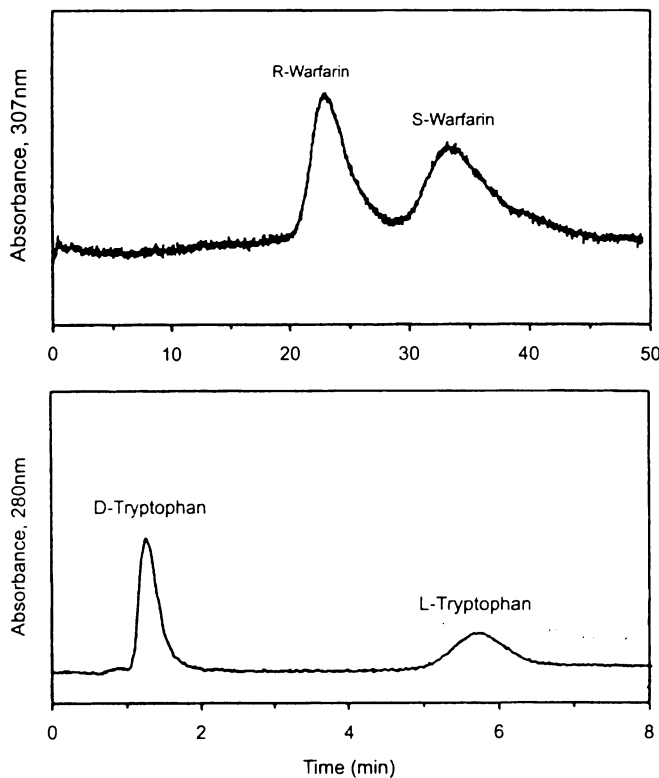 R-Warfarin
S-Warfarin
Absorbance, 307nm
0 10 20 30 40 50
D-Tryptophan
L-Tryptophan
Absorbance, 280nm
0 2 4 6 8
Time (min)